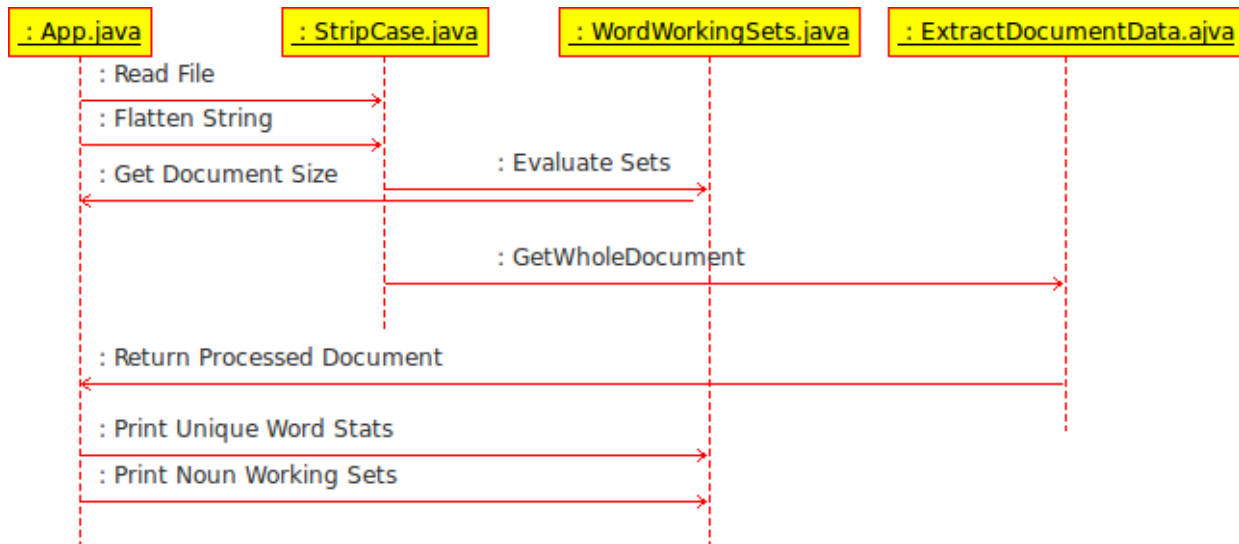 : App.java
: StripCase.java
: WordWorkingSets.java
: ExtractDocumentData.ajva
: Read File
: Flatten String
: Evaluate Sets
: Get Document Size
: GetWholeDocument
: Return Processed Document
: Print Unique Word Stats
: Print Noun Working Sets